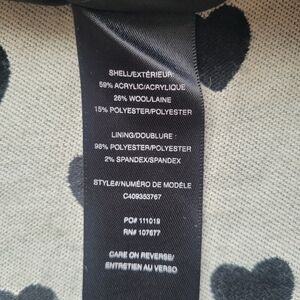 SHELL/EXTÉRIEUR:
59% ACRYLIC/ACRYLIQUE
26% WOOL/LAINE
15% POLYESTER/POLYESTER
LINING/DOUBLURE :
98% POLYESTER/POLYESTER
2% SPANDEX/SPANDEX
STYLE#/NUMÉRO DE MODÈLE
C409353767
PO# 111019
RN# 107677
CARE ON REVERSE/
ENTRETIEN AU VERSO